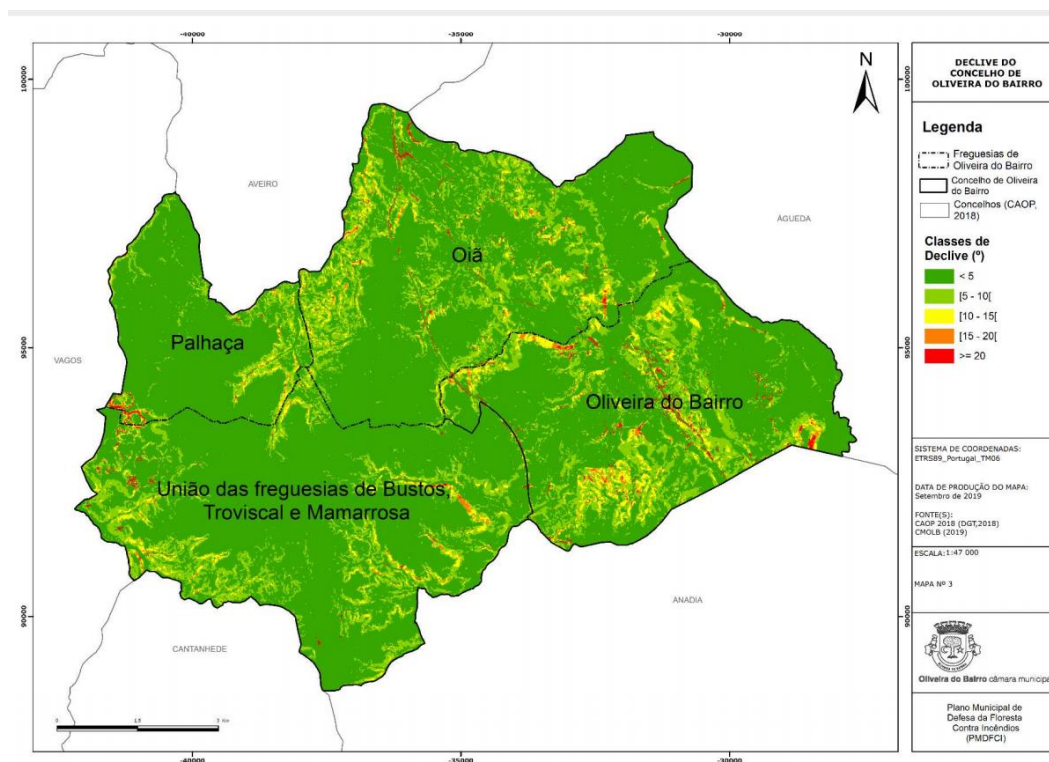 -40000
-35000
-30000
100000
100000
N
AVEIRO
ÁGUEDA
Oiã
Palhaça
95000
95000
VAGOS
Oliveira do Bairro
União das freguesias de Bustos,
Troviscal e Mamarrosa
90000
90000
ANADIA
CANTANHEDE
0 1,5 3 Km
-40000
-35000
-30000
DECLIVE DO
CONCELHO DE
OLIVEIRA DO BAIRRO
Legenda
Freguesias de
Oliveira do Bairro
Concelho de Oliveira
do Bairro
Concelhos (CAOP,
2018)
Classes de
Declive (º)
< 5
[5 - 10[
[10 - 15[
[15 - 20[
>= 20
SISTEMA DE COORDENADAS:
ETRS89_Portugal_TM06
DATA DE PRODUÇÃO DO MAPA:
Setembro de 2019
FONTE(S):
CAOP 2018 (DGT,2018)
CMOLB (2019)
ESCALA:1:47 000
MAPA Nº 3
Oliveira do Bairro câmara municipa
Plano Municipal de
Defesa da Floresta
Contra Incêndios
(PMDFCI)